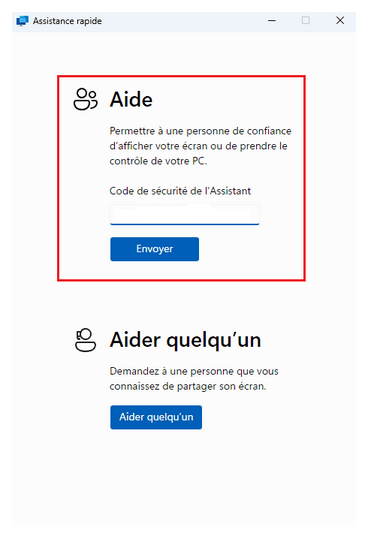 Assistance rapide
Aide
Permettre à une personne de confiance
d'afficher votre écran ou de prendre le
contrôle de votre PC.
Code de sécurité de l'Assistant
Envoyer
Aider quelqu'un
Demandez à une personne que vous
connaissez de partager son écran.
Aider quelqu'un